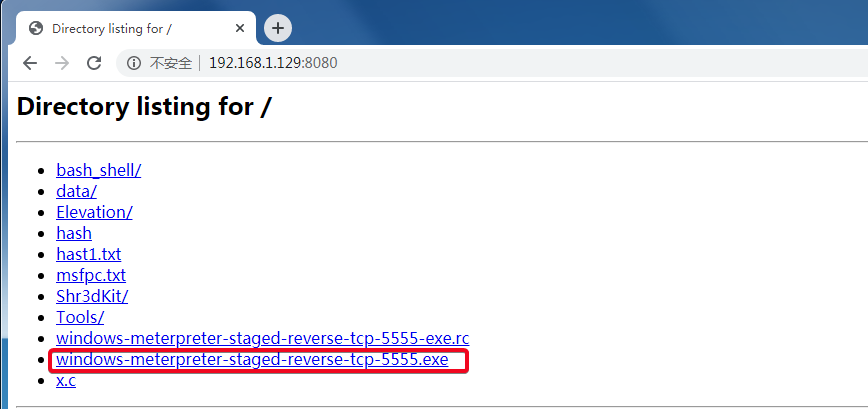 Directory listing for /
不安全 192.168.1.129:8080
Directory listing for /
bash_shell/
data/
Elevation/
hash
hast1.txt
msfpc.txt
Shr3dKit/
Tools/
windows-meterpreter-staged-reverse-tcp-5555-exe.rc
windows-meterpreter-staged-reverse-tcp-5555.exe
x.c